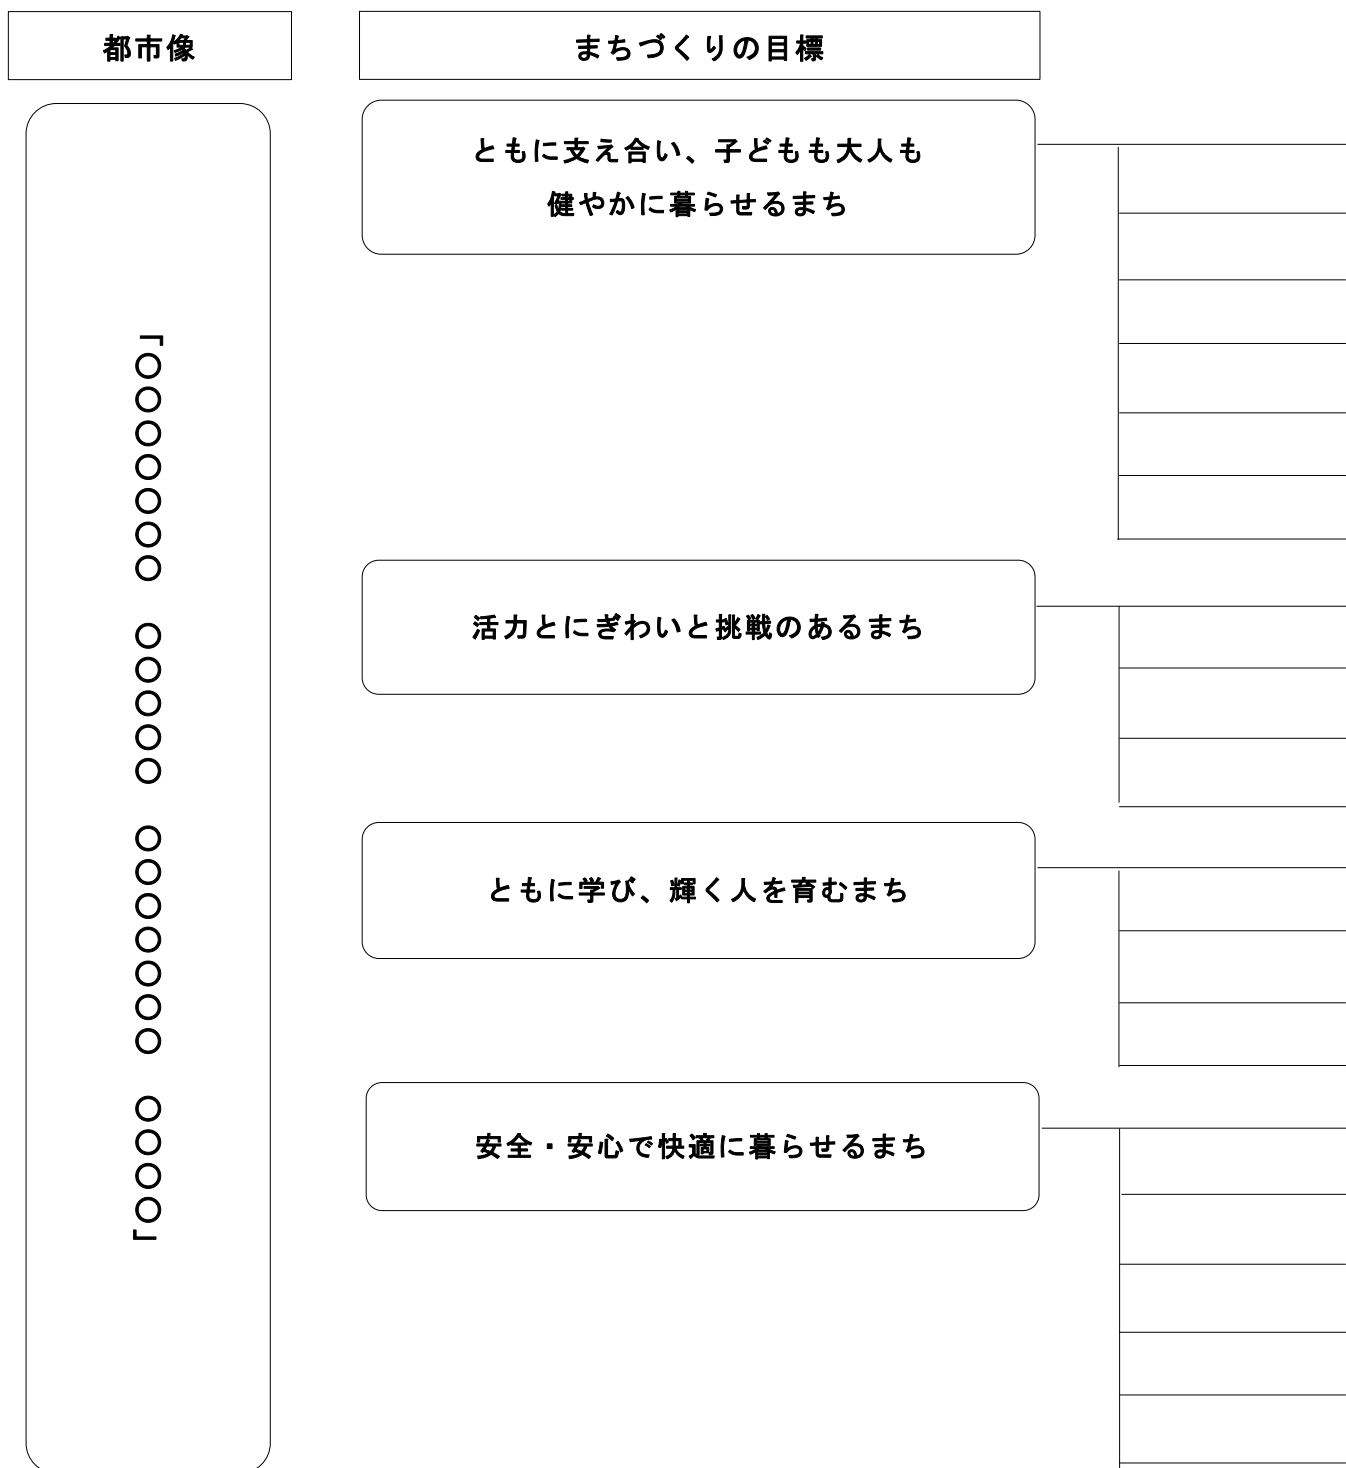 都市像
まちづくりの目標
「〇〇〇〇〇〇〇　〇〇〇〇〇　〇〇〇〇〇〇〇　〇〇〇〇」
ともに支え合い、子どもも大人も
健やかに暮らせるまち
活力とにぎわいと挑戦のあるまち
ともに学び、輝く人を育むまち
安全・安心で快適に暮らせるまち